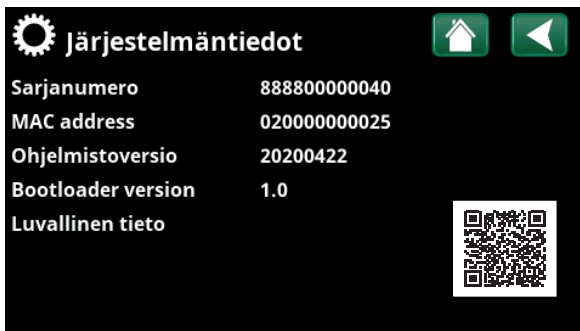 Järjestelmäntiedot
Sarjanumero 888800000040
MAC address 020000000025
Ohjelmistoversio 20200422
Bootloader version 1.0
Luvallinen tieto